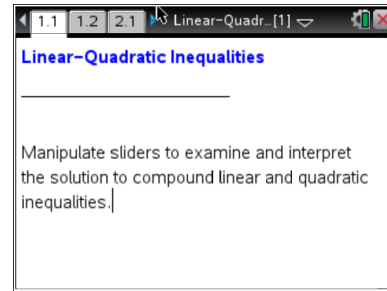 1.1 1.2 2.1 Linear-Quadr…[1]
Linear-Quadratic Inequalities
Manipulate sliders to examine and interpret
the solution to compound linear and quadratic
inequalities.